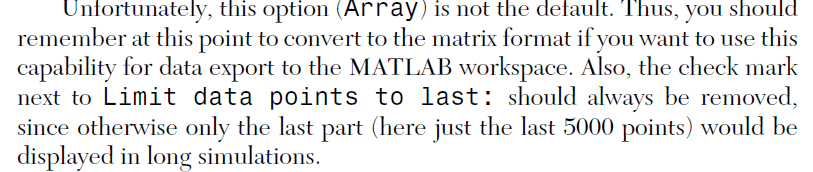 Unfortunately, this option (Array) is not the default. Thus, you should
remember at this point to convert to the matrix format if you want to use this
capability for data export to the MATLAB workspace. Also, the check mark
next to Limit data points to last: should always be removed,
since otherwise only the last part (here just the last 5000 points) would be
displayed in long simulations.